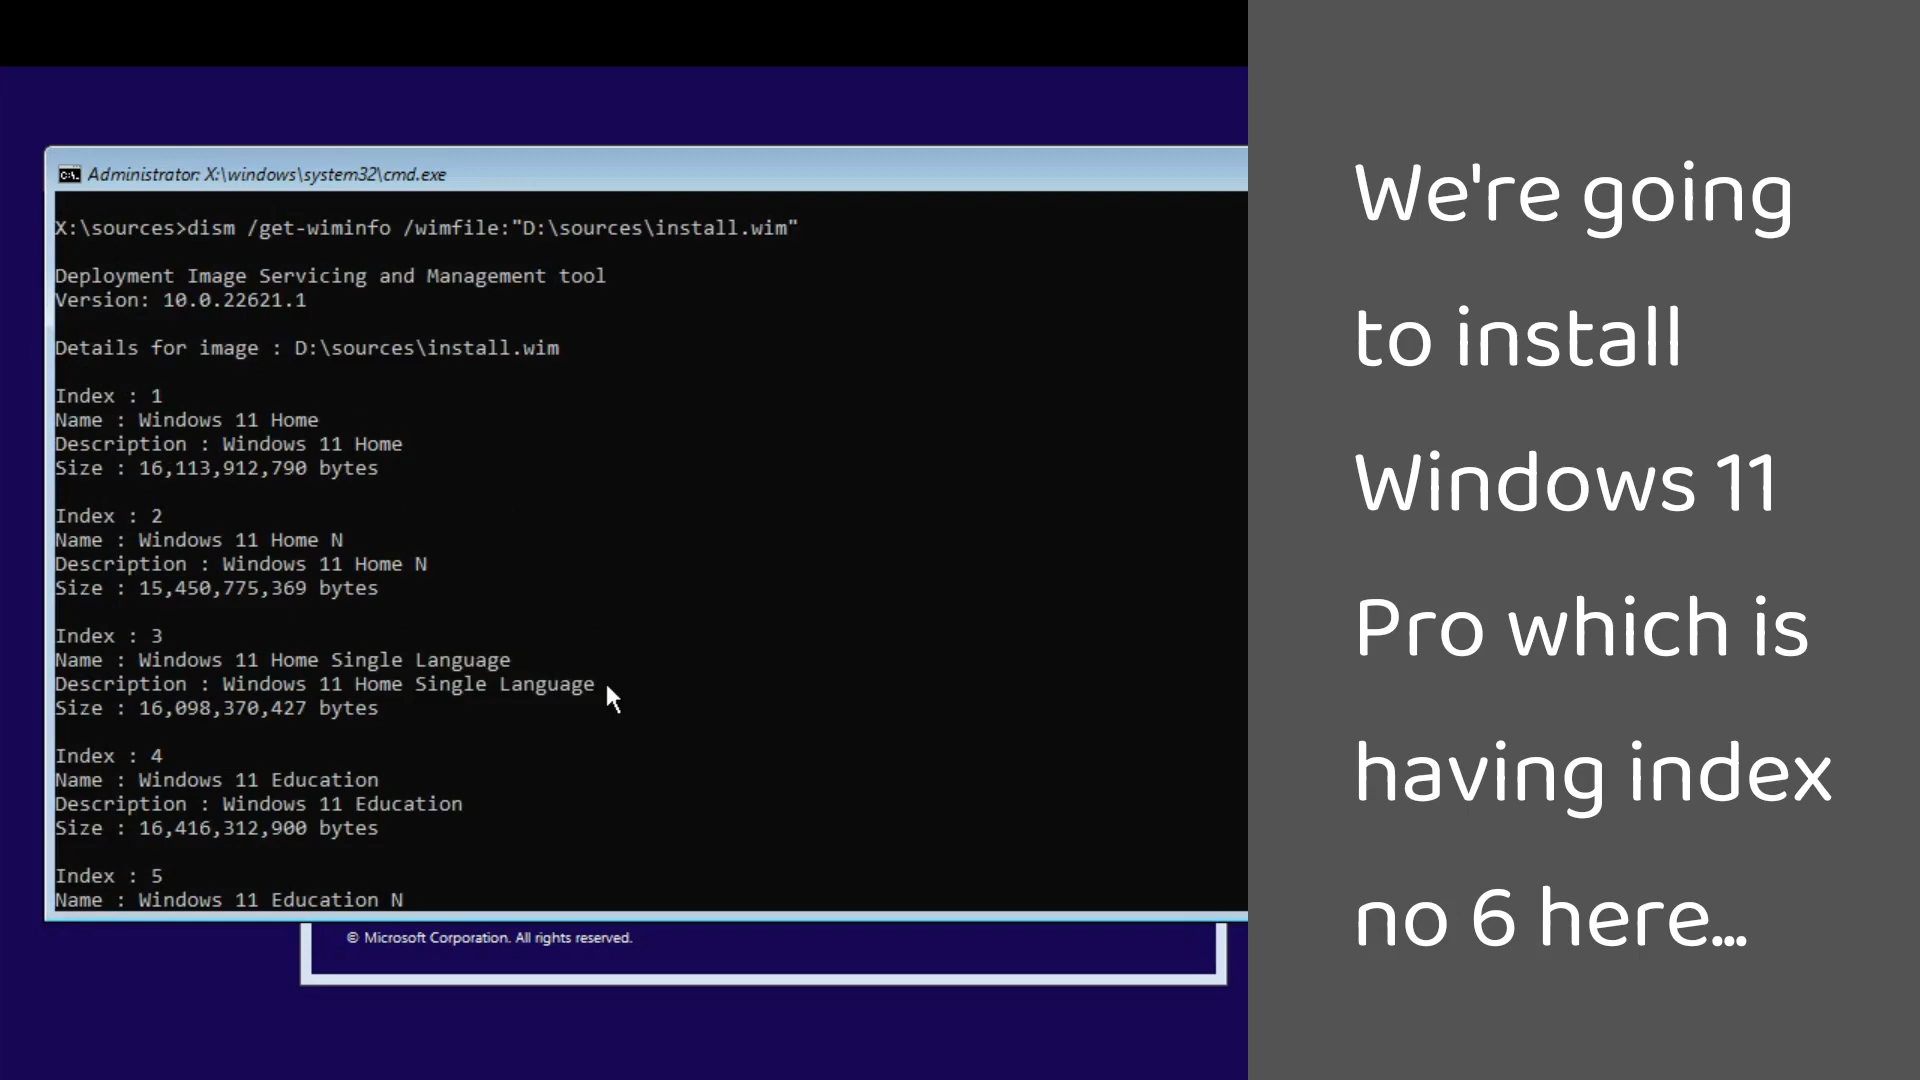 Administrator: X:\windows\system32\cmd.exe
X:\sources>dism /get-wiminfo /wimfile:"D:\sources\install.wim"
Deployment Image Servicing and Management tool
Version: 10.0.22621.1
Details for image : D:\sources\install.wim
Index : 1
Name : Windows 11 Home
Description : Windows 11 Home
Size : 16,113,912,790 bytes
Index : 2
Name : Windows 11 Home N
Description : Windows 11 Home N
Size : 15,450,775,369 bytes
Index : 3
Name : Windows 11 Home Single Language
Description : Windows 11 Home Single Language
Size : 16,098,370,427 bytes
Index : 4
Name : Windows 11 Education
Description : Windows 11 Education
Size : 16,416,312,900 bytes
Index : 5
Name : Windows 11 Education N
© Microsoft Corporation. All rights reserved.
We're going
to install
Windows 11
Pro which is
having index
no 6 here...